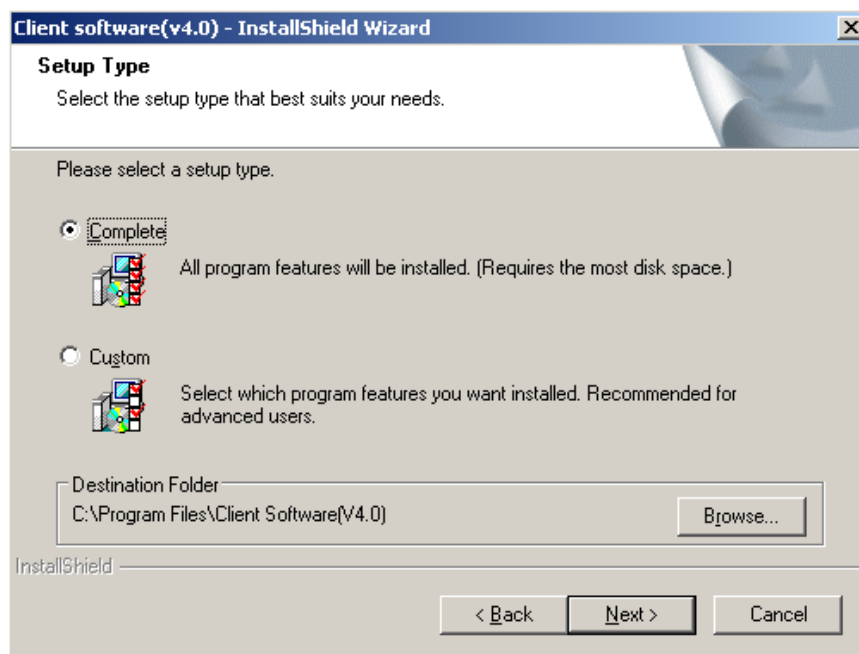 Client software(v4.0) - InstallShield Wizard
Setup Type
Select the setup type that best suits your needs.
Please select a setup type.
Complete
All program features will be installed. (Requires the most disk space.)
Custom
Select which program features you want installed. Recommended for
advanced users.
Destination Folder
C:\Program Files\Client Software(V4.0)
Browse...
InstallShield
< Back
Next >
Cancel